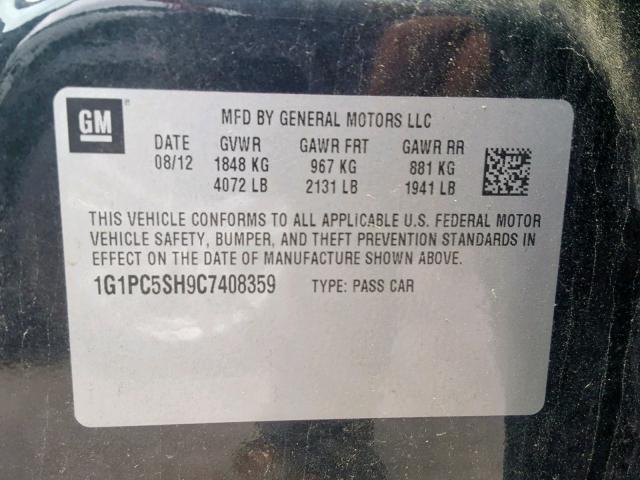 GM
MFD BY GENERAL MOTORS LLC
DATE GVWR GAWR FRT GAWR RR
08/12 1848 KG 967 KG 881 KG
4072 LB 2131 LB 1941 LB
THIS VEHICLE CONFORMS TO ALL APPLICABLE U.S. FEDERAL MOTOR
VEHICLE SAFETY, BUMPER, AND THEFT PREVENTION STANDARDS IN
EFFECT ON THE DATE OF MANUFACTURE SHOWN ABOVE.
1G1PC5SH9C7408359 TYPE: PASS CAR